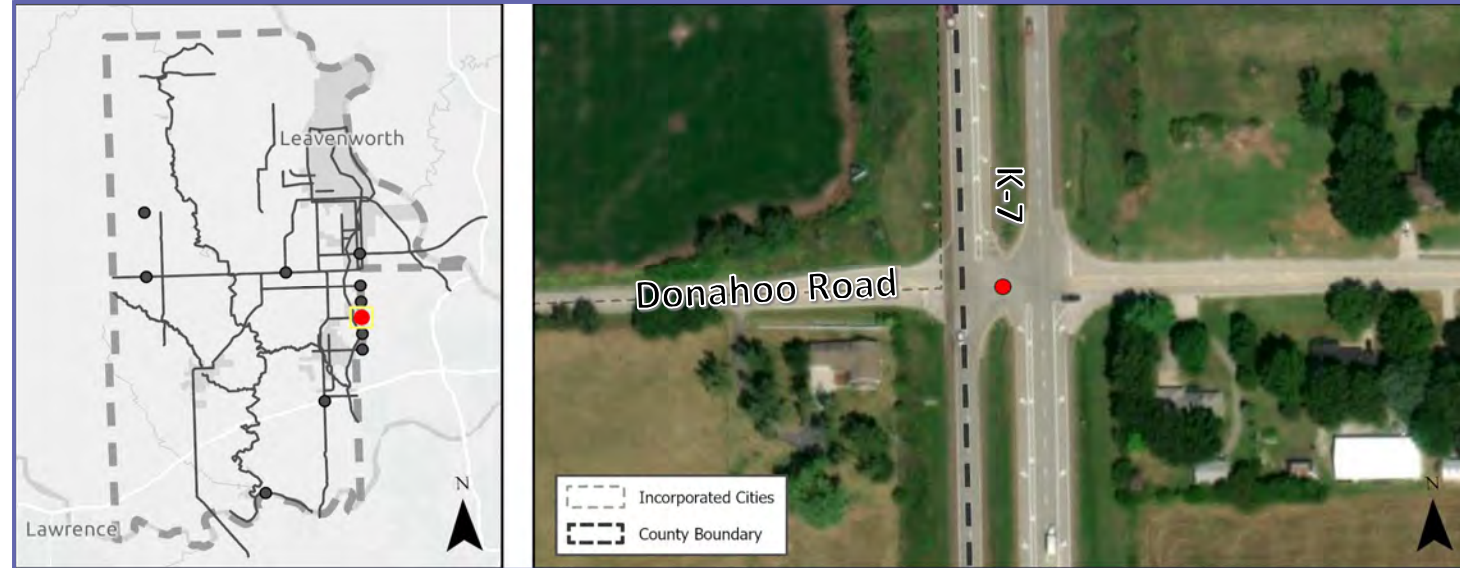 Leavenworth
N
Lawrence
K-7
Donahoo Road
Incorporated Cities
County Boundary
N